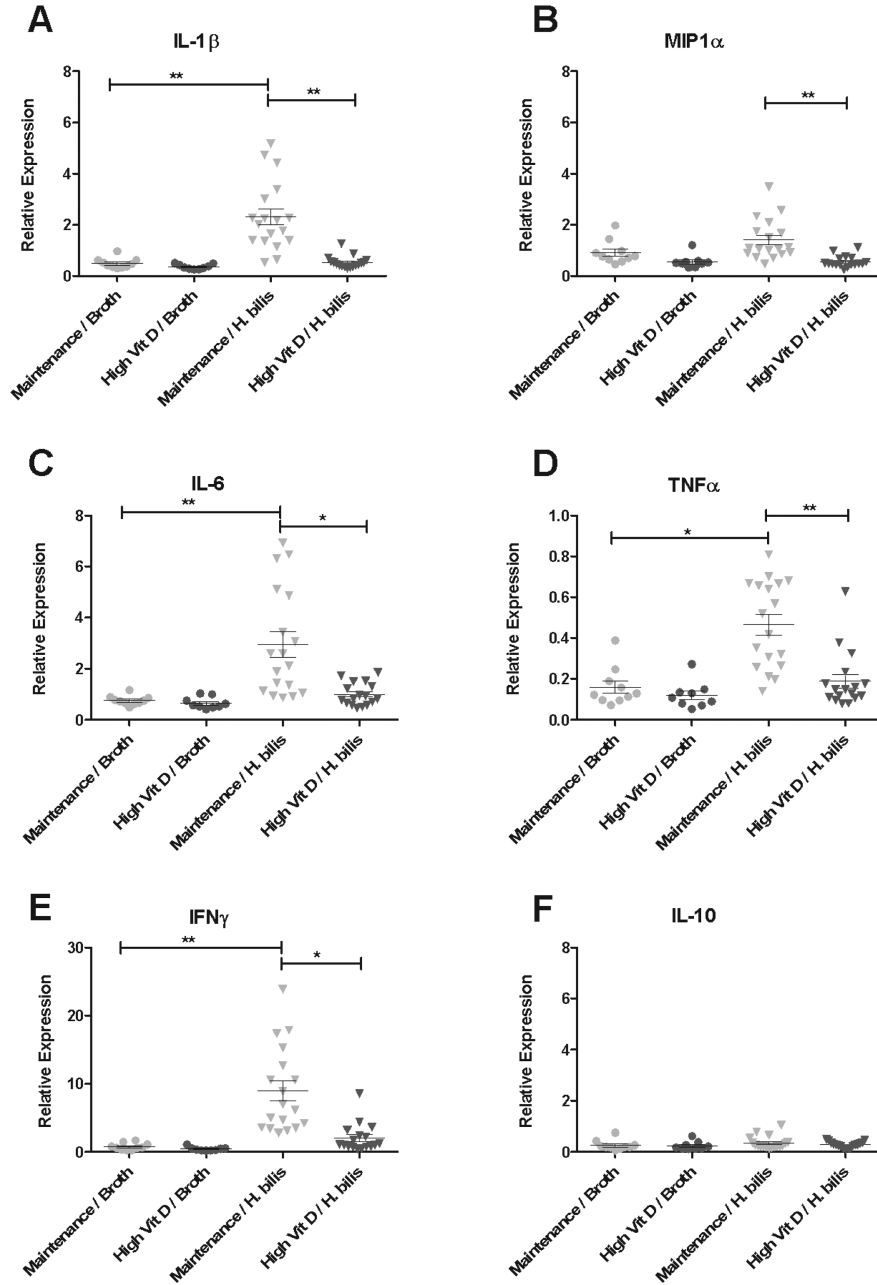 A
IL-1β
Relative Expression
8
6
4
2
0
**
**
Maintenance / Broth
High Vit D / Broth
Maintenance / H. bilis
High Vit D / H. bilis
B
MIP1α
Relative Expression
8
6
4
2
0
**
Maintenance / Broth
High Vit D / Broth
Maintenance / H. bilis
High Vit D / H. bilis
C
IL-6
Relative Expression
8
6
4
2
0
**
*
Maintenance / Broth
High Vit D / Broth
Maintenance / H. bilis
High Vit D / H. bilis
D
TNFα
Relative Expression
1.0
0.8
0.6
0.4
0.2
0.0
*
**
Maintenance / Broth
High Vit D / Broth
Maintenance / H. bilis
High Vit D / H. bilis
E
IFNγ
Relative Expression
30
20
10
0
**
*
Maintenance / Broth
High Vit D / Broth
Maintenance / H. bilis
High Vit D / H. bilis
F
IL-10
Relative Expression
8
6
4
2
0
Maintenance / Broth
High Vit D / Broth
Maintenance / H. bilis
High Vit D / H. bilis